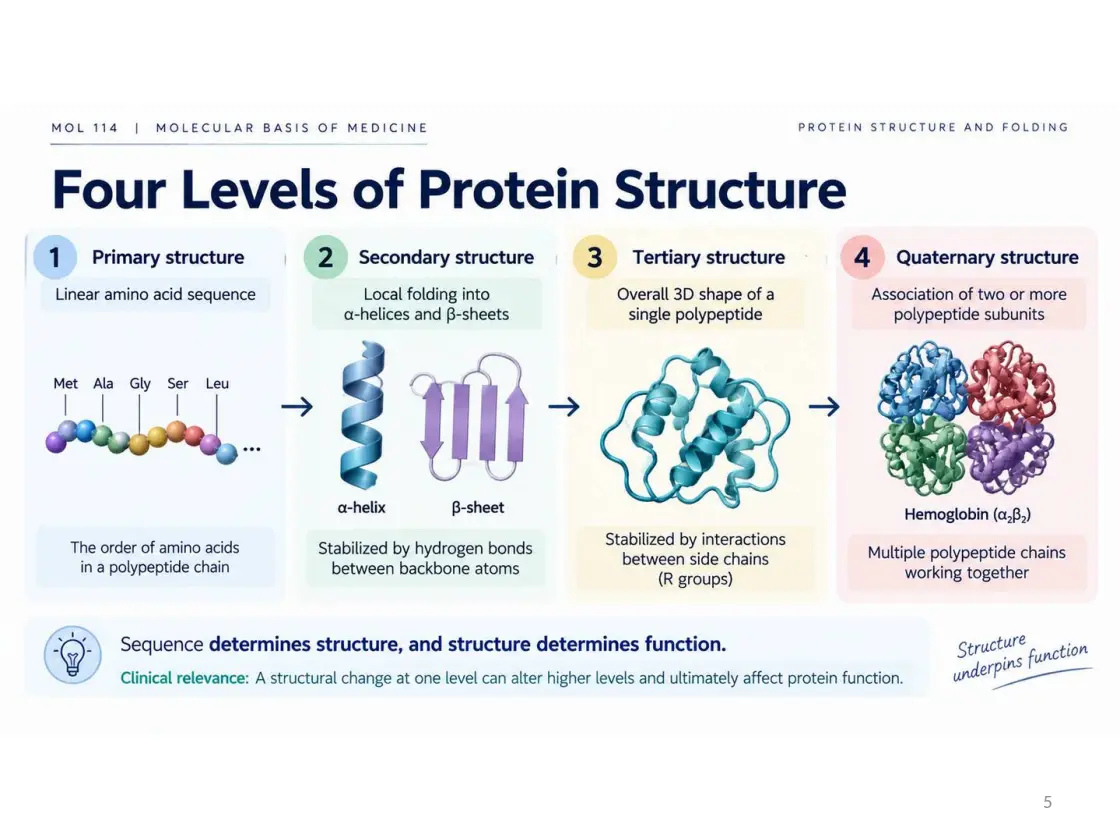 MOL 114 | MOLECULAR BASIS OF MEDICINE
PROTEIN STRUCTURE AND FOLDING
Four Levels of Protein Structure
1 Primary structure
Linear amino acid sequence
Met Ala Gly Ser Leu
...
The order of amino acids
in a polypeptide chain
2 Secondary structure
Local folding into
α-helices and β-sheets
α-helix
β-sheet
Stabilized by hydrogen bonds
between backbone atoms
3 Tertiary structure
Overall 3D shape of a
single polypeptide
Stabilized by interactions
between side chains
(R groups)
4 Quaternary structure
Association of two or more
polypeptide subunits
Hemoglobin (α₂β₂)
Multiple polypeptide chains
working together
Sequence determines structure, and structure determines function.
Clinical relevance: A structural change at one level can alter higher levels and ultimately affect protein function.
Structure
underpins function
5